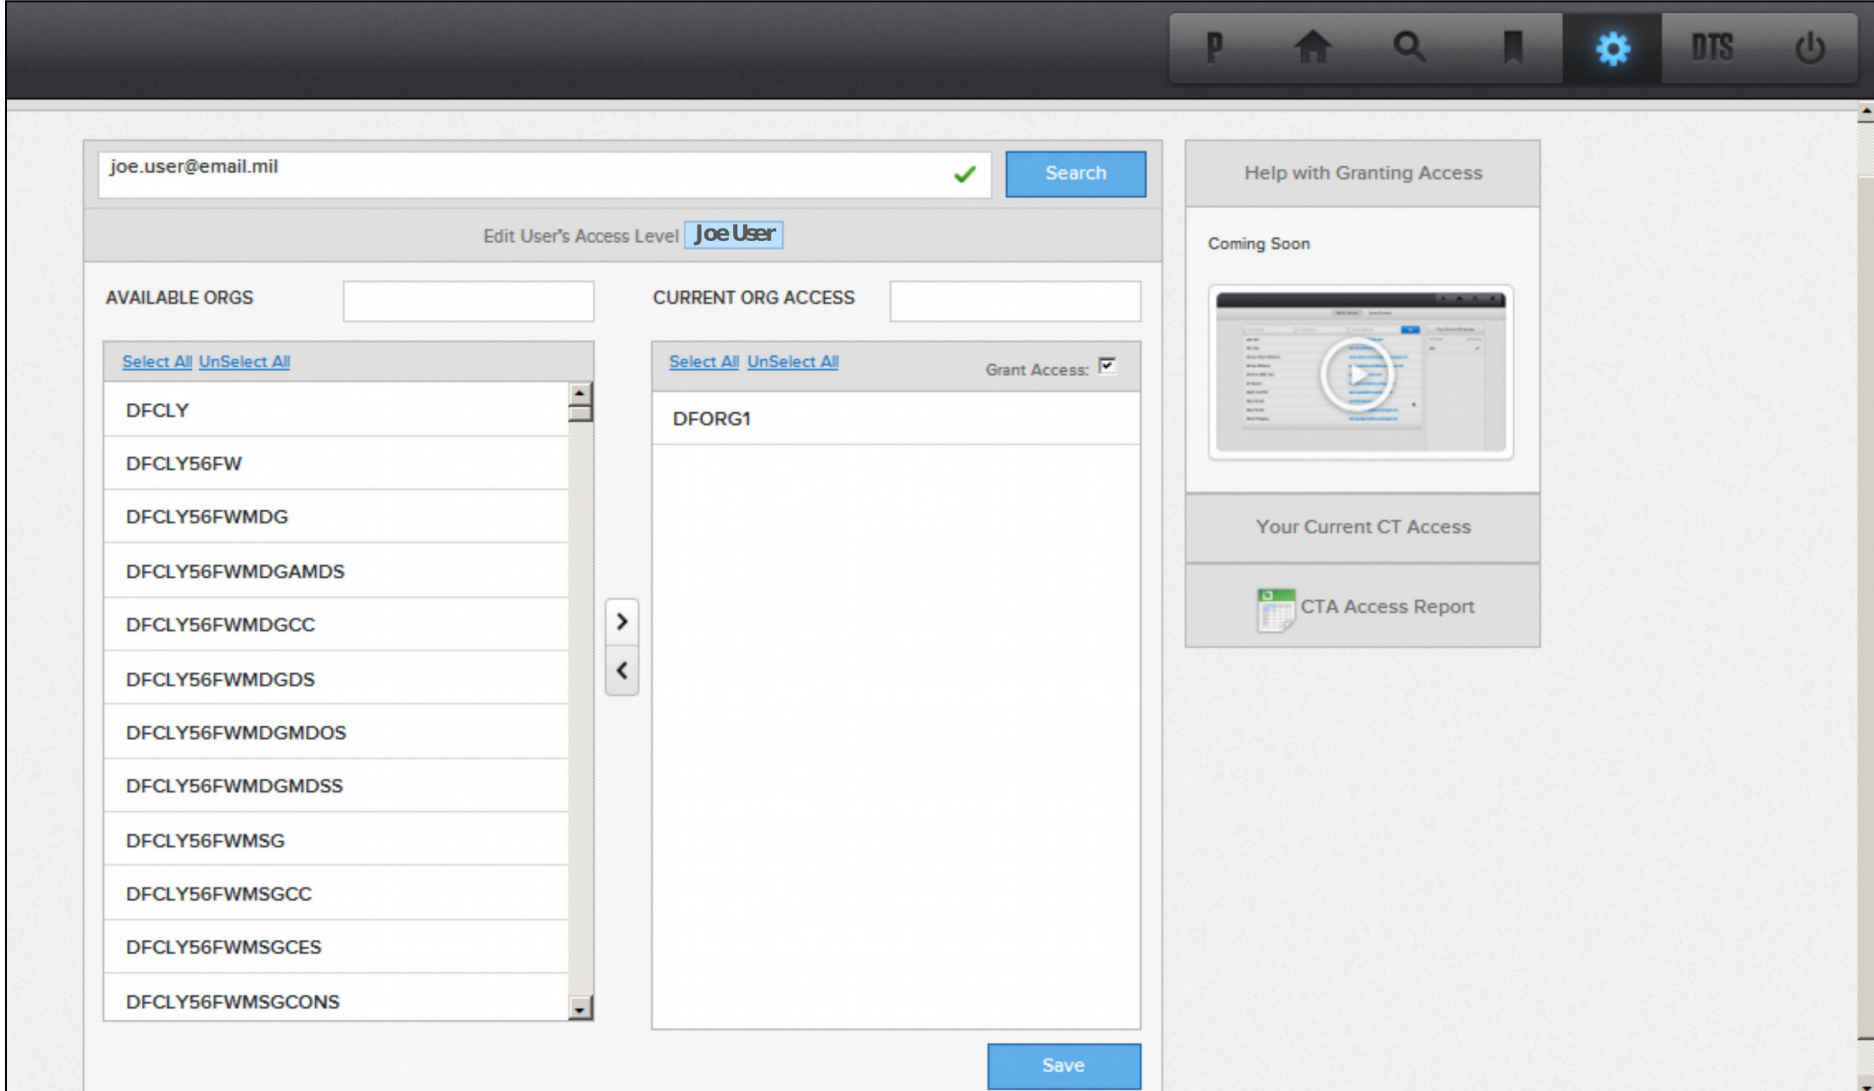 P DTS
joe.user@email.mil Search
Edit User's Access Level Joe User
AVAILABLE ORGS
Select All UnSelect All
DFCLY
DFCLY56FW
DFCLY56FWMDG
DFCLY56FWMDGAMDS
DFCLY56FWMDGCC
DFCLY56FWMDGDS
DFCLY56FWMDGMDOS
DFCLY56FWMDGMDSS
DFCLY56FWMSG
DFCLY56FWMSGCC
DFCLY56FWMSGCES
DFCLY56FWMSGCONS
CURRENT ORG ACCESS
Select All UnSelect All Grant Access:
DFORG1
Save
Help with Granting Access
Coming Soon
Your Current CT Access
CTA Access Report